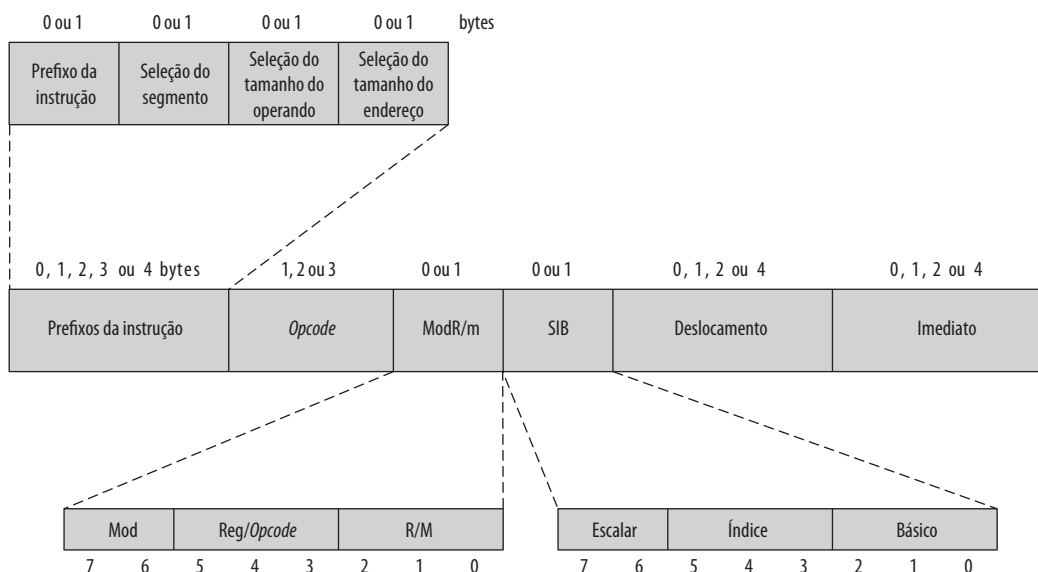 0 ou 1 0 ou 1 0 ou 1 0 ou 1 bytes
Prefixo da instrução Seleção do segmento Seleção do tamanho do operando Seleção do tamanho do endereço
0, 1, 2, 3 ou 4 bytes 1, 2 ou 3 0 ou 1 0 ou 1 0, 1, 2 ou 4 0, 1, 2 ou 4
Prefixos da instrução Opcode ModR/m SIB Deslocamento Imediato
Mod Reg/Opcode R/M Escalar Índice Básico
7 6 5 4 3 2 1 0 7 6 5 4 3 2 1 0